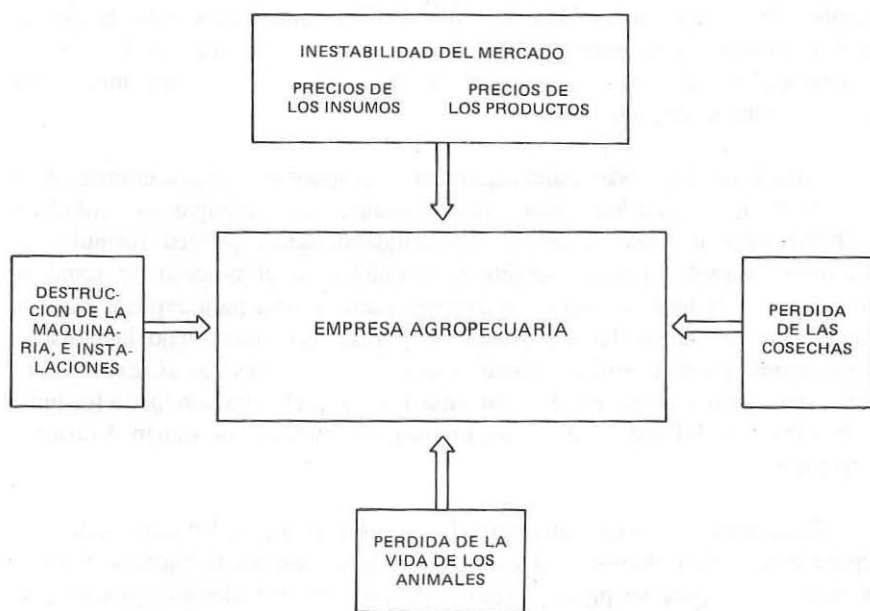 INESTABILIDAD DEL MERCADO
PRECIOS DE
LOS INSUMOS
PRECIOS DE
LOS PRODUCTOS
DESTRUC-
CION DE LA
MAQUINA-
RIA, E INSTA-
LACIONES
EMPRESA AGROPECUARIA
PERDIDA
DE LAS
COSECHAS
PERDIDA DE LA
VIDA DE LOS
ANIMALES